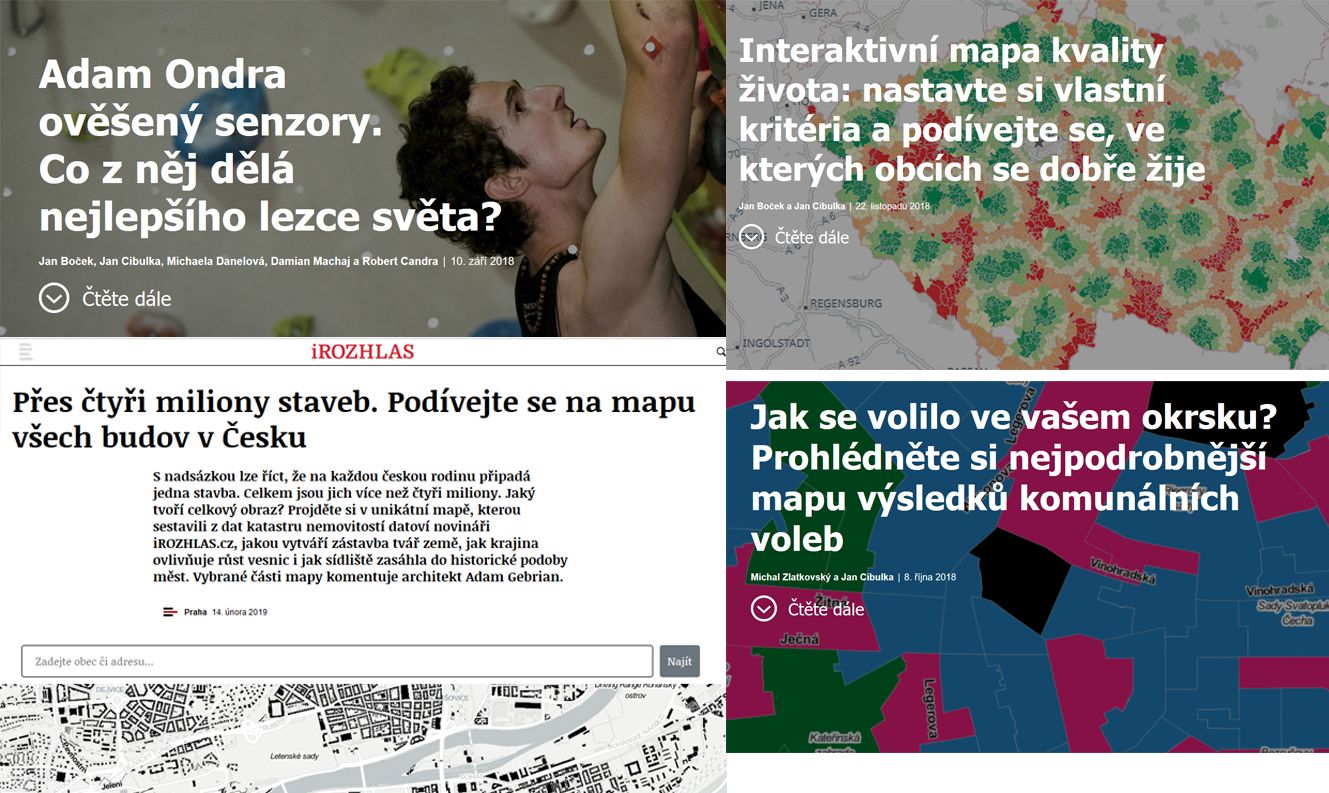 Adam Ondra
ověšený senzory.
Co z něj dělá
nejlepšího lezce světa?
Jan Boček, Jan Cibulka, Michaela Danelová, Damian Machaj a Robert Candra | 10. září 2018
Čtěte dále
JENA
GERA
A 4
Interaktivní mapa kvality
života: nastavte si vlastní
kritéria a podívejte se, ve
kterých obcích se dobře žije
Jan Boček a Jan Cibulka | 22. listopadu 2018
Čtěte dále
REGENSBURG
INGOLSTADT
A 92
iROZHLAS
Přes čtyři miliony staveb. Podívejte se na mapu
všech budov v Česku
S nadsázkou lze říct, že na každou českou rodinu připadá
jedna stavba. Celkem jsou jich více než čtyři miliony. Jaký
tvoří celkový obraz? Projděte si v unikátní mapě, kterou
sestavili z dat katastru nemovitostí datoví novináři
iROZHLAS.cz, jakou vytváří zástavba tvář země, jak krajina
ovlivňuje růst vesnic i jak sídliště zasáhla do historické podoby
měst. Vybrané části mapy komentuje architekt Adam Gebrian.
Praha 14. února 2019
Zadejte obec či adresu...
Najít
DEJVICE
ostrov
Letenské sady
Jelení
Jak se volilo ve vašem okrsku?
Prohlédněte si nejpodrobnější
mapu výsledků komunálních
voleb
Michal Zlatkovský a Jan Cibulka | 8. října 2018
Čtěte dále
Legerova
Vinohradská
Vinohradská
Sady Svatopluka
Čecha
Žitná
Ječná
Legerova
Kateřinská
zahrada